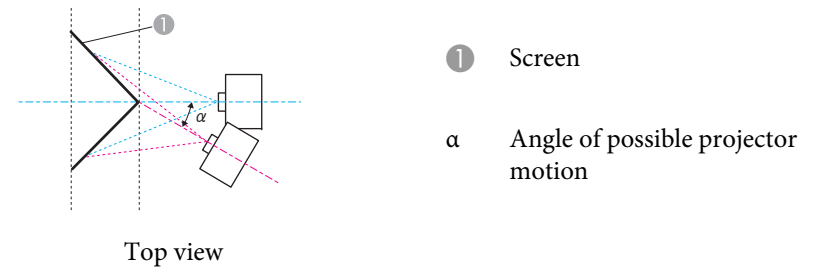 1
α
Top view
1 Screen
α Angle of possible projector
motion